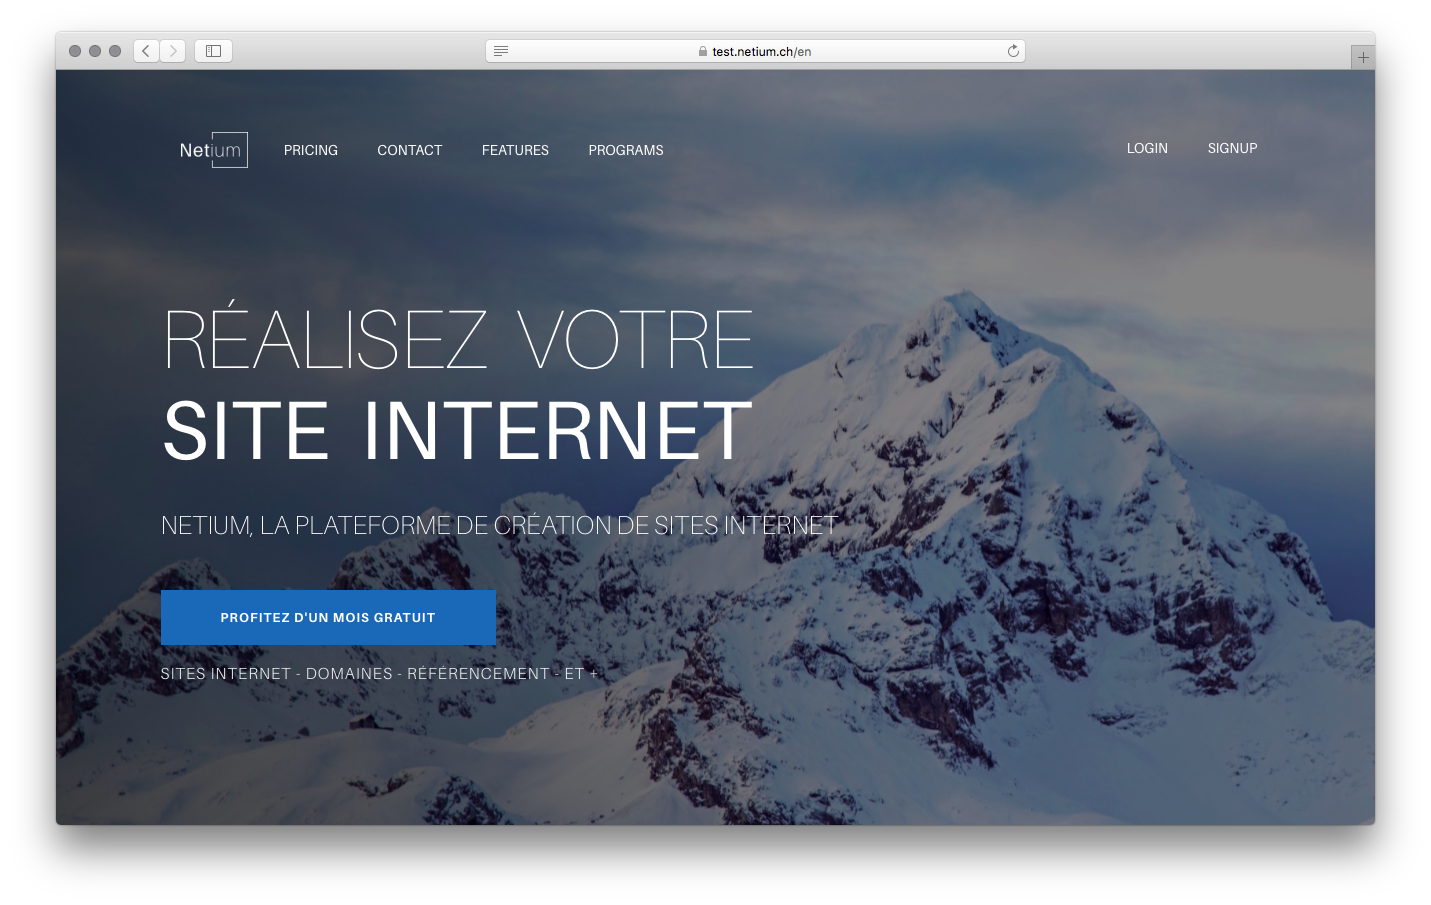 test.netium.ch/en
Netium PRICING CONTACT FEATURES PROGRAMS LOGIN SIGNUP
RÉALISEZ VOTRE
SITE INTERNET
NETIUM, LA PLATEFORME DE CRÉATION DE SITES INTERNET
PROFITEZ D'UN MOIS GRATUIT
SITES INTERNET - DOMAINES - RÉFÉRENCEMENT - ET +